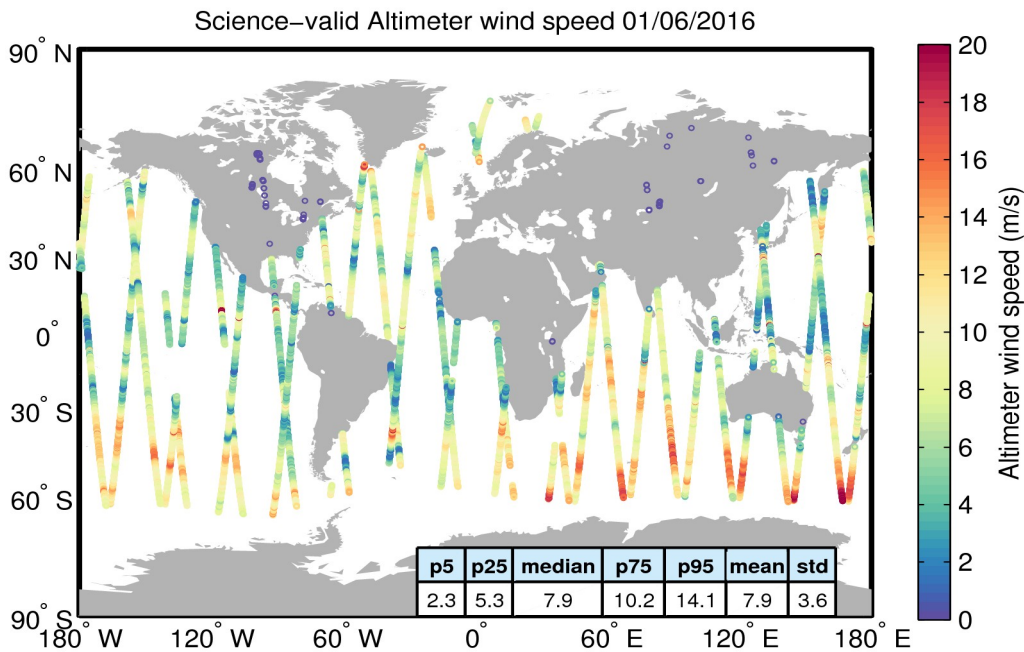 Science−valid Altimeter wind speed 01/06/2016
90° N
60° N
30° N
0°
30° S
60° S
90° S
180° W
120° W
60° W
0°
60° E
120° E
180° E
p5 p25 median p75 p95 mean std
2.3 5.3 7.9 10.2 14.1 7.9 3.6
20
18
16
14
12
10
8
6
4
2
0
Altimeter wind speed (m/s)